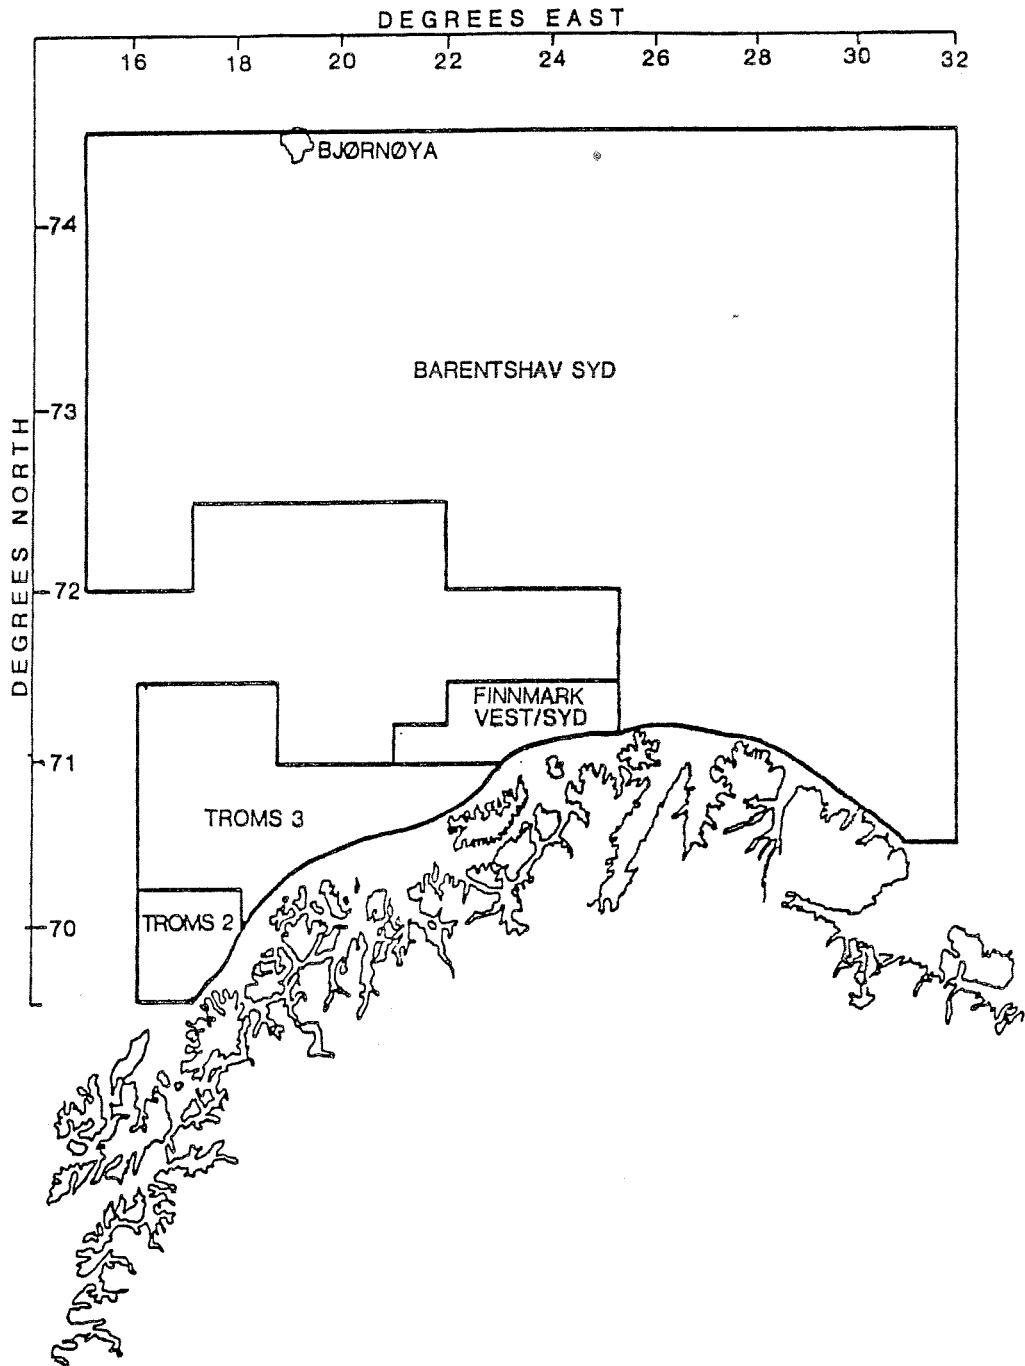 DEGREES EAST
16 18 20 22 24 26 28 30 32
BJØRNØYA
74
BARENTSHAV SYD
73
DEGREES NORTH
72
FINNMARK
VEST/SYD
71
TROMS 3
TROMS 2
70